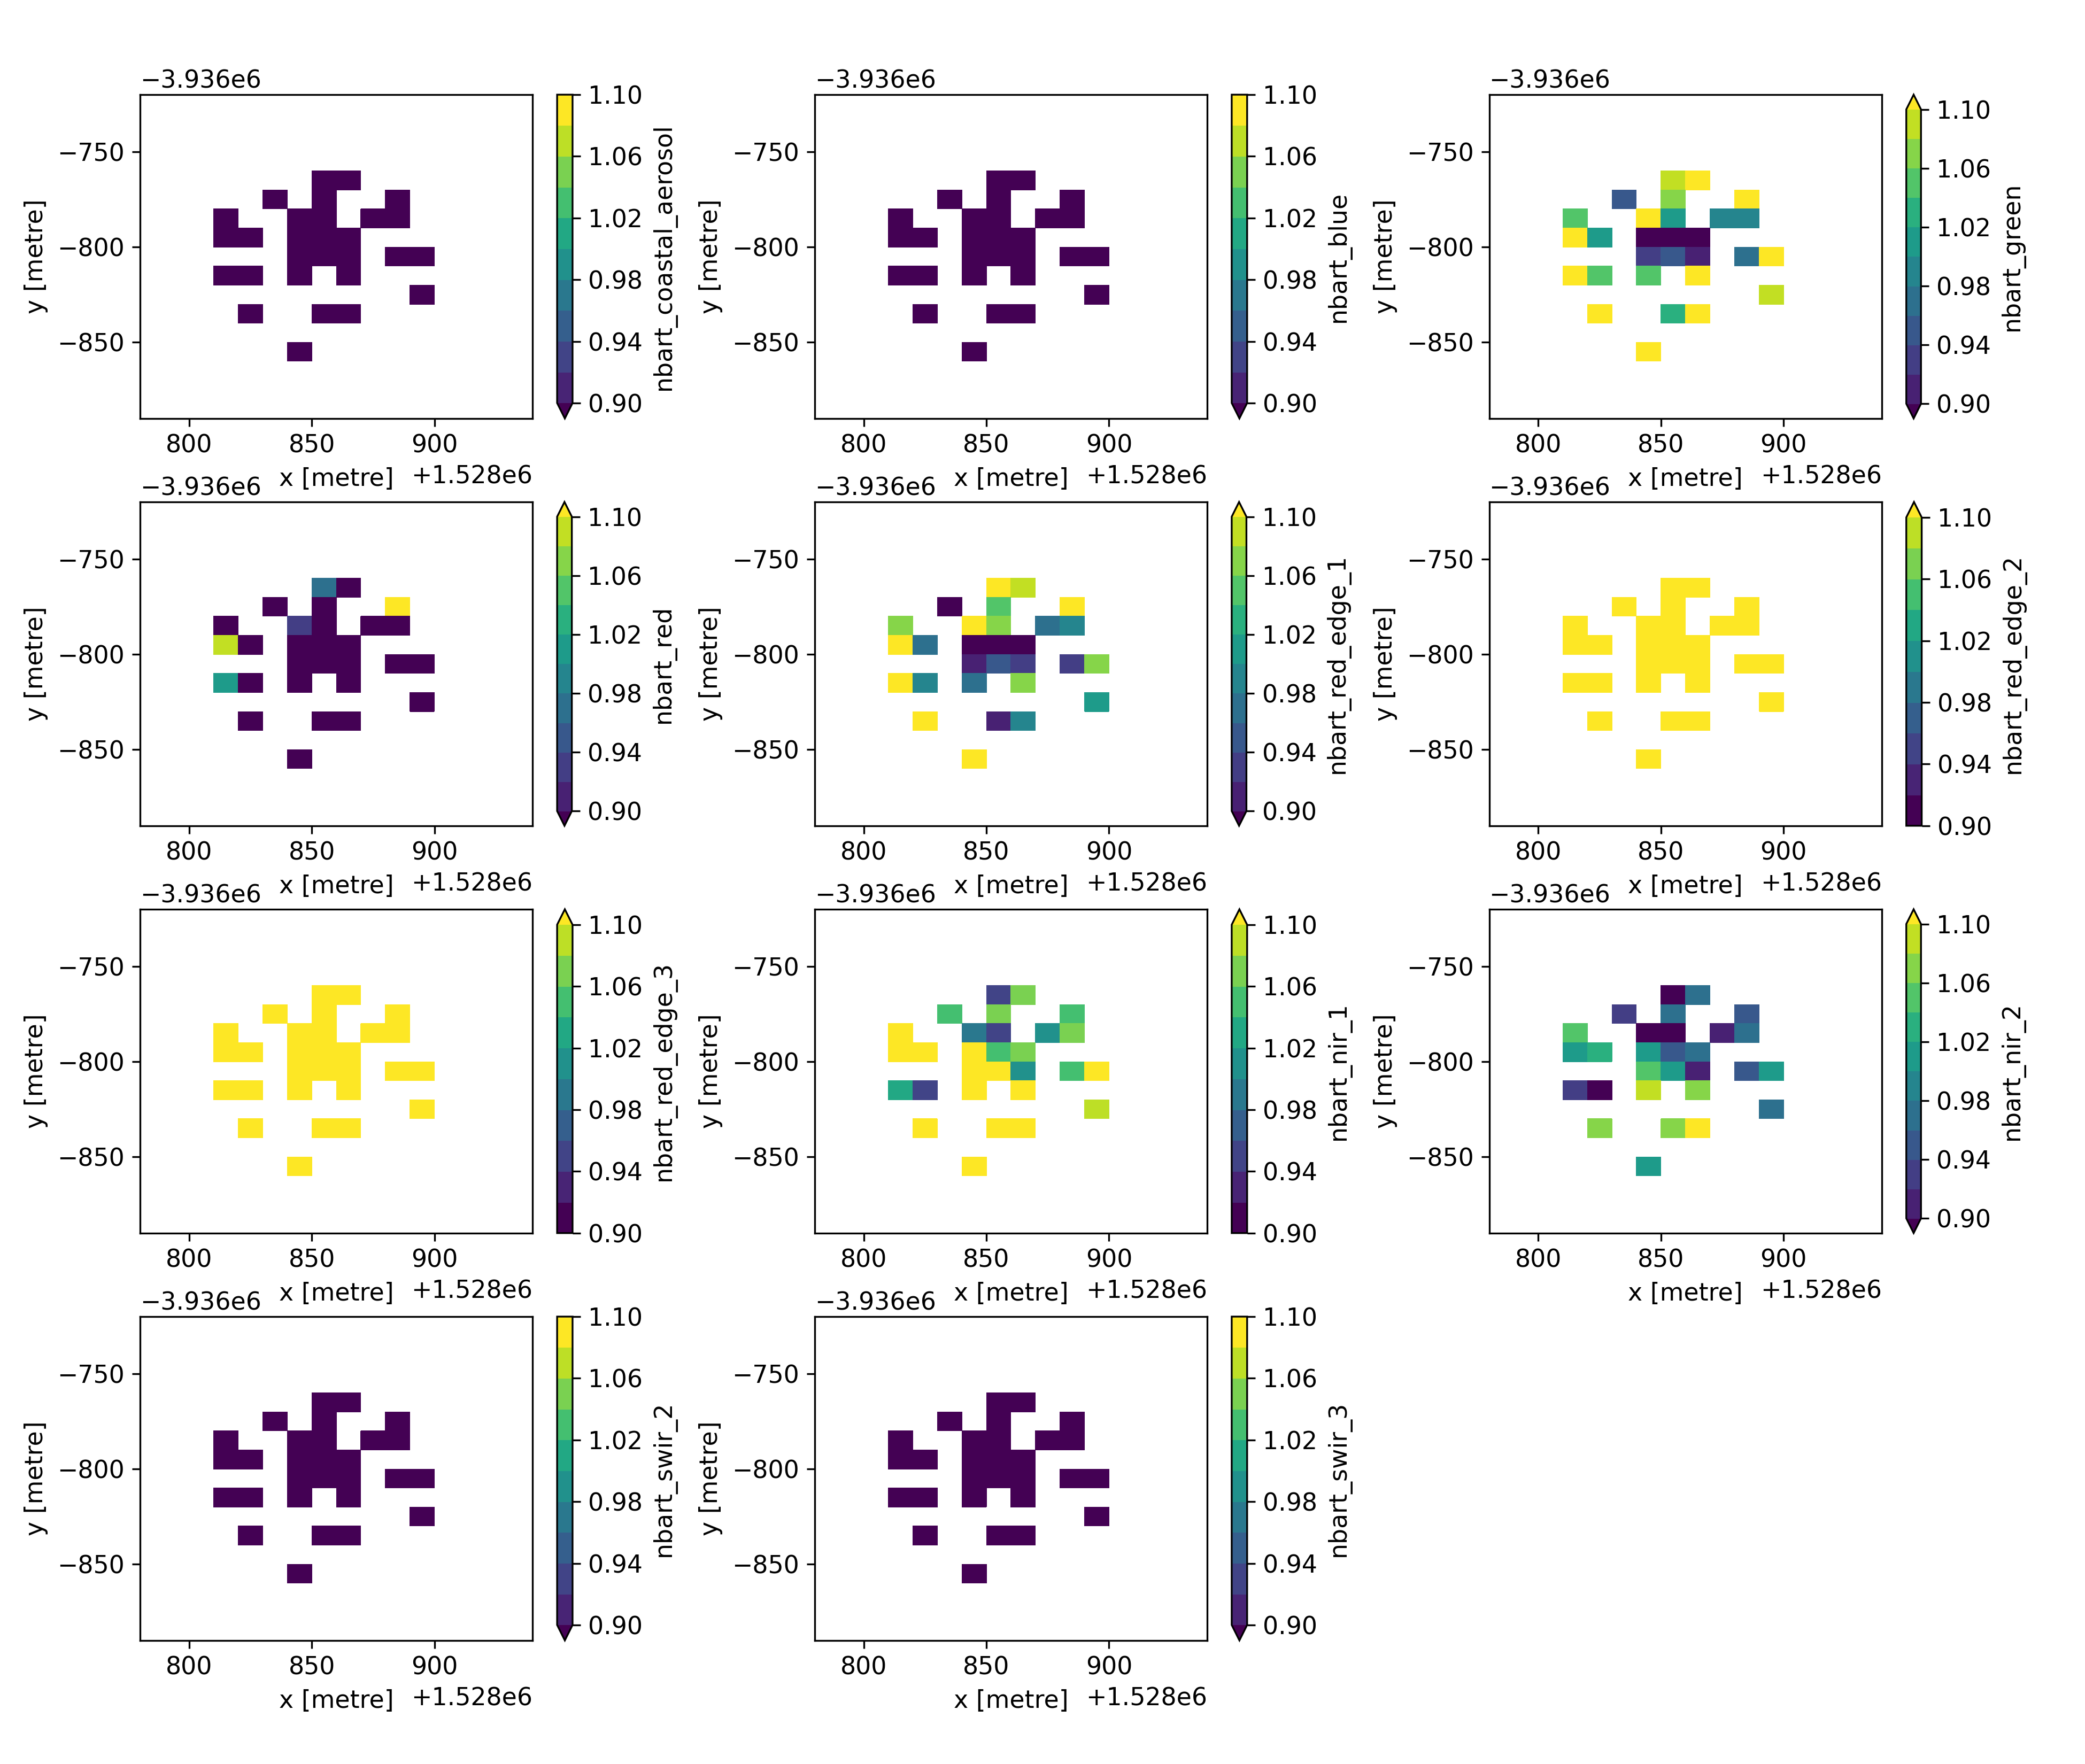 −3.936e6
−750
−800
−850
y [metre]
800 850 900
x [metre] +1.528e6
1.10
1.06
1.02
0.98
0.94
0.90
nbart_coastal_aerosol
−3.936e6
−750
−800
−850
y [metre]
800 850 900
x [metre] +1.528e6
1.10
1.06
1.02
0.98
0.94
0.90
nbart_blue
−3.936e6
−750
−800
−850
y [metre]
800 850 900
x [metre] +1.528e6
1.10
1.06
1.02
0.98
0.94
0.90
nbart_green
−3.936e6
−750
−800
−850
y [metre]
800 850 900
x [metre] +1.528e6
1.10
1.06
1.02
0.98
0.94
0.90
nbart_red
−3.936e6
−750
−800
−850
y [metre]
800 850 900
x [metre] +1.528e6
1.10
1.06
1.02
0.98
0.94
0.90
nbart_red_edge_1
−3.936e6
−750
−800
−850
y [metre]
800 850 900
x [metre] +1.528e6
1.10
1.06
1.02
0.98
0.94
0.90
nbart_red_edge_2
−3.936e6
−750
−800
−850
y [metre]
800 850 900
x [metre] +1.528e6
1.10
1.06
1.02
0.98
0.94
0.90
nbart_red_edge_3
−3.936e6
−750
−800
−850
y [metre]
800 850 900
x [metre] +1.528e6
1.10
1.06
1.02
0.98
0.94
0.90
nbart_nir_1
−3.936e6
−750
−800
−850
y [metre]
800 850 900
x [metre] +1.528e6
1.10
1.06
1.02
0.98
0.94
0.90
nbart_nir_2
−3.936e6
−750
−800
−850
y [metre]
800 850 900
x [metre] +1.528e6
1.10
1.06
1.02
0.98
0.94
0.90
nbart_swir_2
−3.936e6
−750
−800
−850
y [metre]
800 850 900
x [metre] +1.528e6
1.10
1.06
1.02
0.98
0.94
0.90
nbart_swir_3